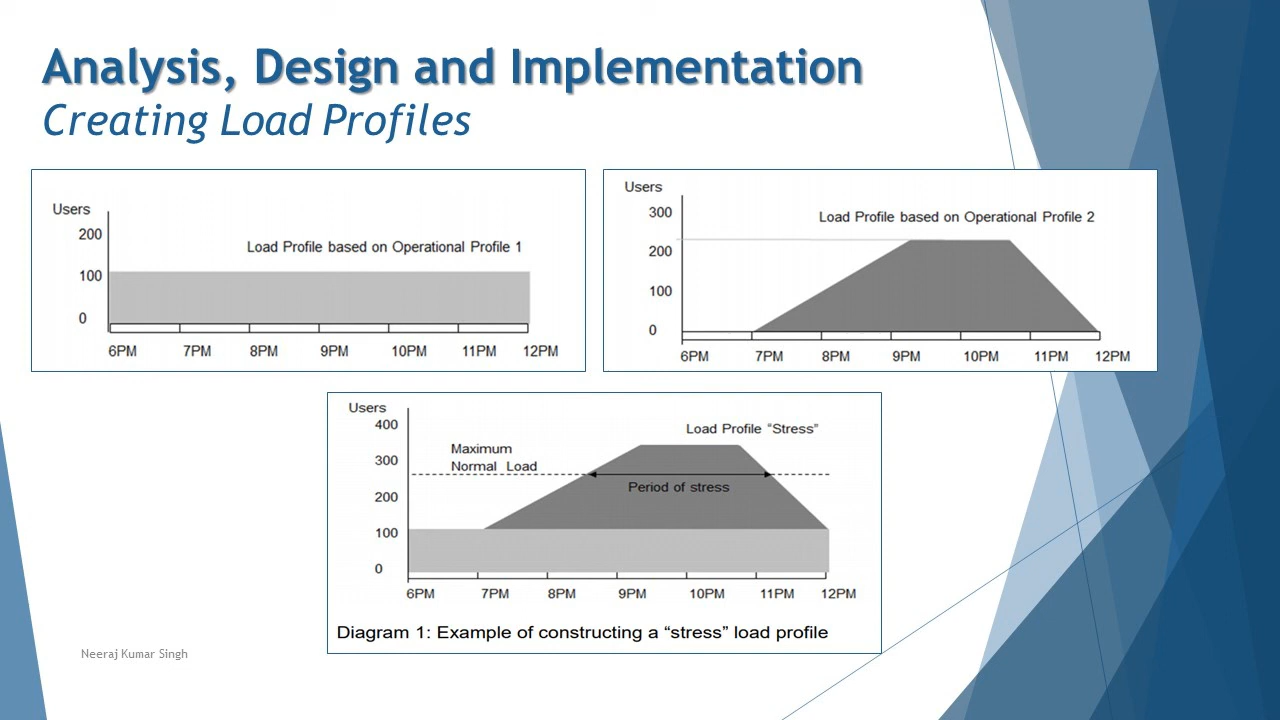 Analysis, Design and Implementation
Creating Load Profiles
Users
200
Load Profile based on Operational Profile 1
100
0
6PM 7PM 8PM 9PM 10PM 11PM 12PM
Users
300
Load Profile based on Operational Profile 2
200
100
0
6PM 7PM 8PM 9PM 10PM 11PM 12PM
Users
400
Load Profile “Stress”
Maximum
Normal Load
300
Period of stress
200
100
0
6PM 7PM 8PM 9PM 10PM 11PM 12PM
Diagram 1: Example of constructing a “stress” load profile
Neeraj Kumar Singh